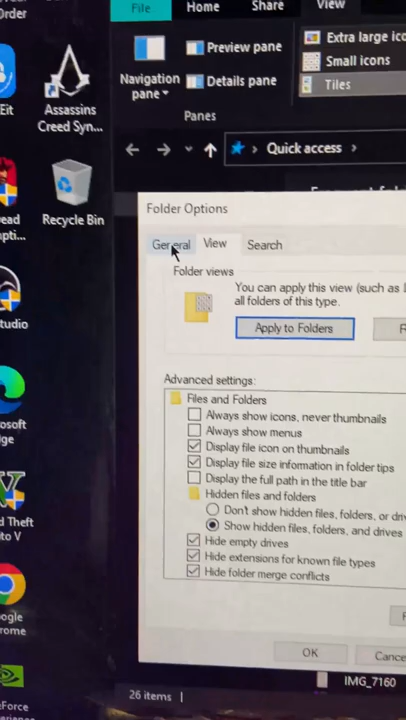 File
Home
Share
View
Order
Preview pane
Details pane
Navigation
pane
Extra large ico
Small icons
Tiles
Panes
Eit
Assassins
Creed Syn...
Quick access
Recycle Bin
ead
pti...
Folder Options
General
View
Search
Folder views
You can apply this view (such as
all folders of this type.
Apply to Folders
R
tudio
Advanced settings:
Files and Folders
Always show icons, never thumbnails
Always show menus
Display file icon on thumbnails
Display file size information in folder tips
Display the full path in the title bar
Hidden files and folders
Don't show hidden files, folders, or driv
Show hidden files, folders, and drives
Hide empty drives
Hide extensions for known file types
Hide folder merge conflicts
osoft
dge
d Theft
to V
ogle
rome
OK
Cance
IMG_7160
26 items
Force